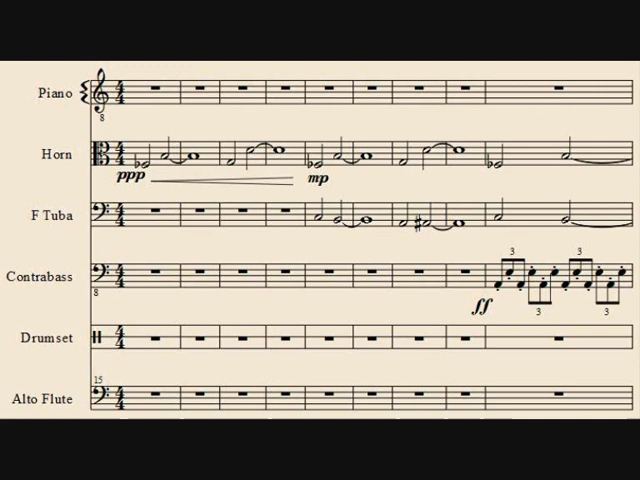 Piano
8
Horn
ppp
mp
F Tuba
Contrabass
8
3
3
3
3
ff
Drumset
15
Alto Flute